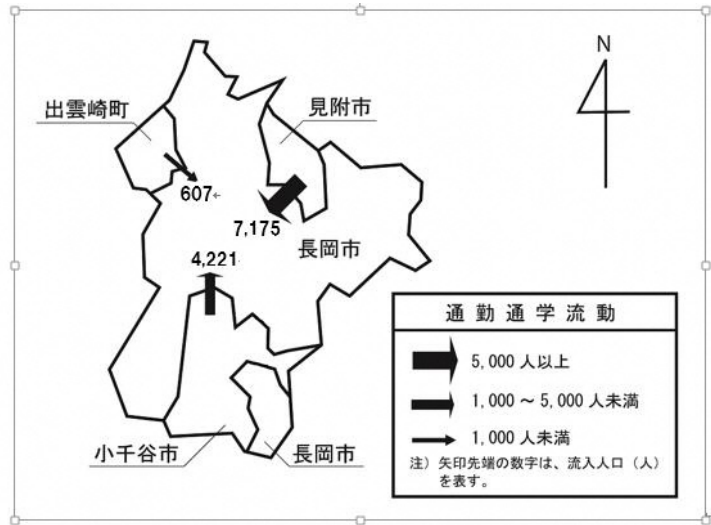 N
出雲崎町
見附市
607
7,175
長岡市
4,221
通勤通学流動
5,000 人以上
1,000 ～ 5,000 人未満
1,000 人未満
注）矢印先端の数字は、流入人口（人）
を表す。
小千谷市
長岡市